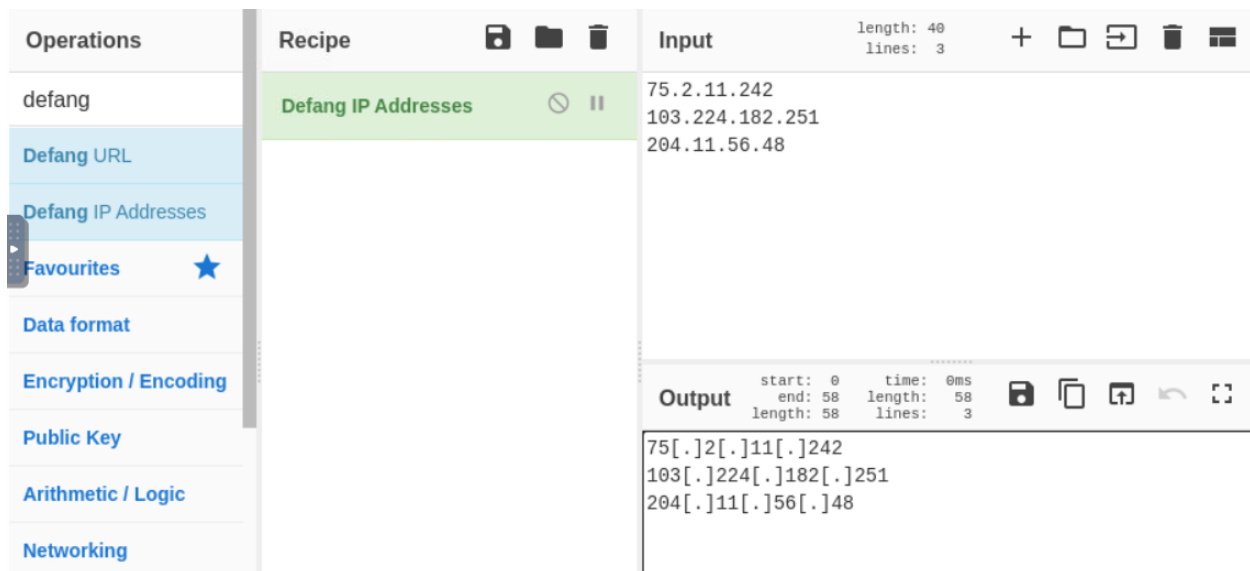 Operations
defang
Defang URL
Defang IP Addresses
Favourites
Data format
Encryption / Encoding
Public Key
Arithmetic / Logic
Networking
Recipe
Defang IP Addresses
Input
length: 40
lines: 3
75.2.11.242
103.224.182.251
204.11.56.48
Output
start: 0 time: 0ms
end: 58 length: 58
length: 58 lines: 3
75[.]2[.]11[.]242
103[.]224[.]182[.]251
204[.]11[.]56[.]48